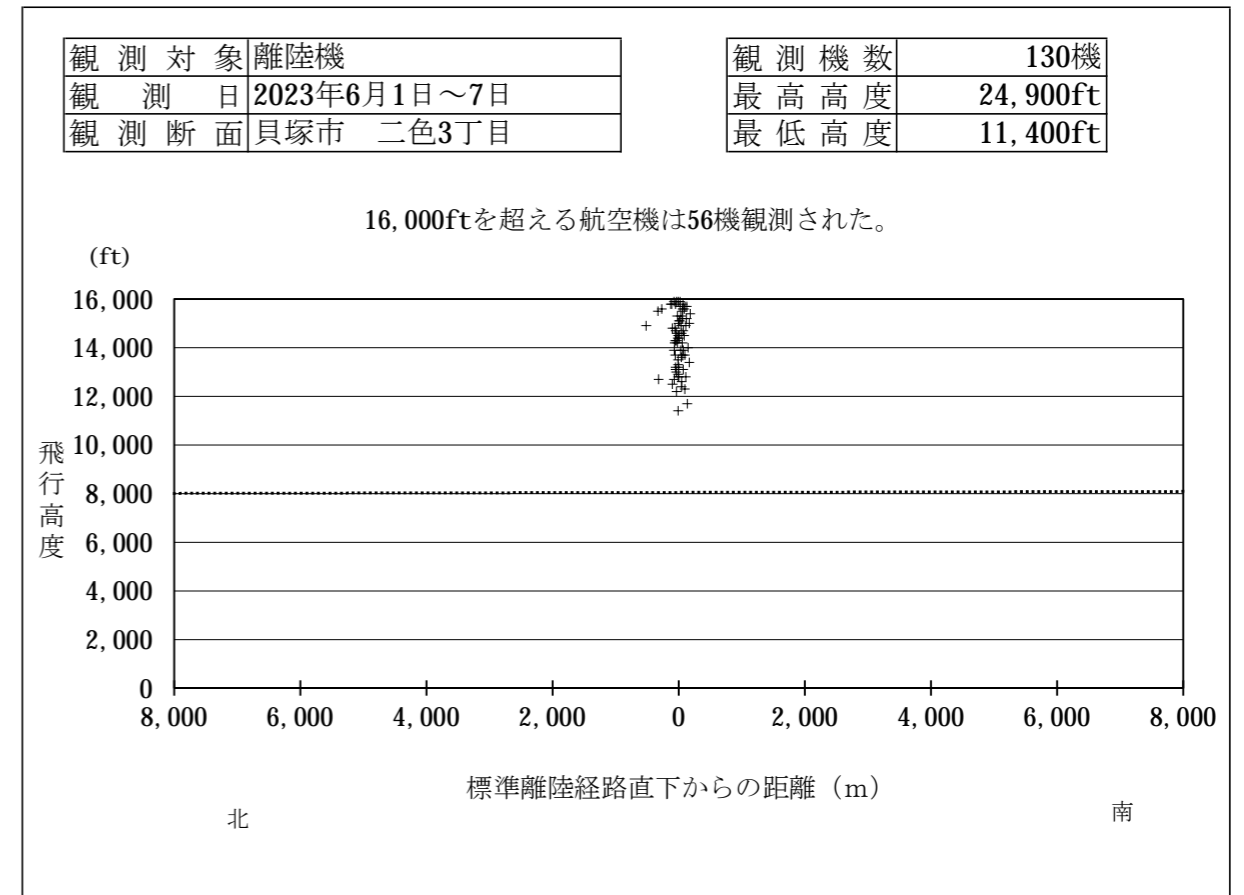 観測対象 離陸機
観測日 2023年6月1日～7日
観測断面 貝塚市　二色3丁目
観測機数 130機
最高高度 24,900ft
最低高度 11,400ft
16,000ftを超える航空機は56機観測された。
(ft)
16,000
14,000
12,000
10,000
8,000
6,000
4,000
2,000
0
飛行高度
8,000 6,000 4,000 2,000 0 2,000 4,000 6,000 8,000
標準離陸経路直下からの距離（m）
北 南